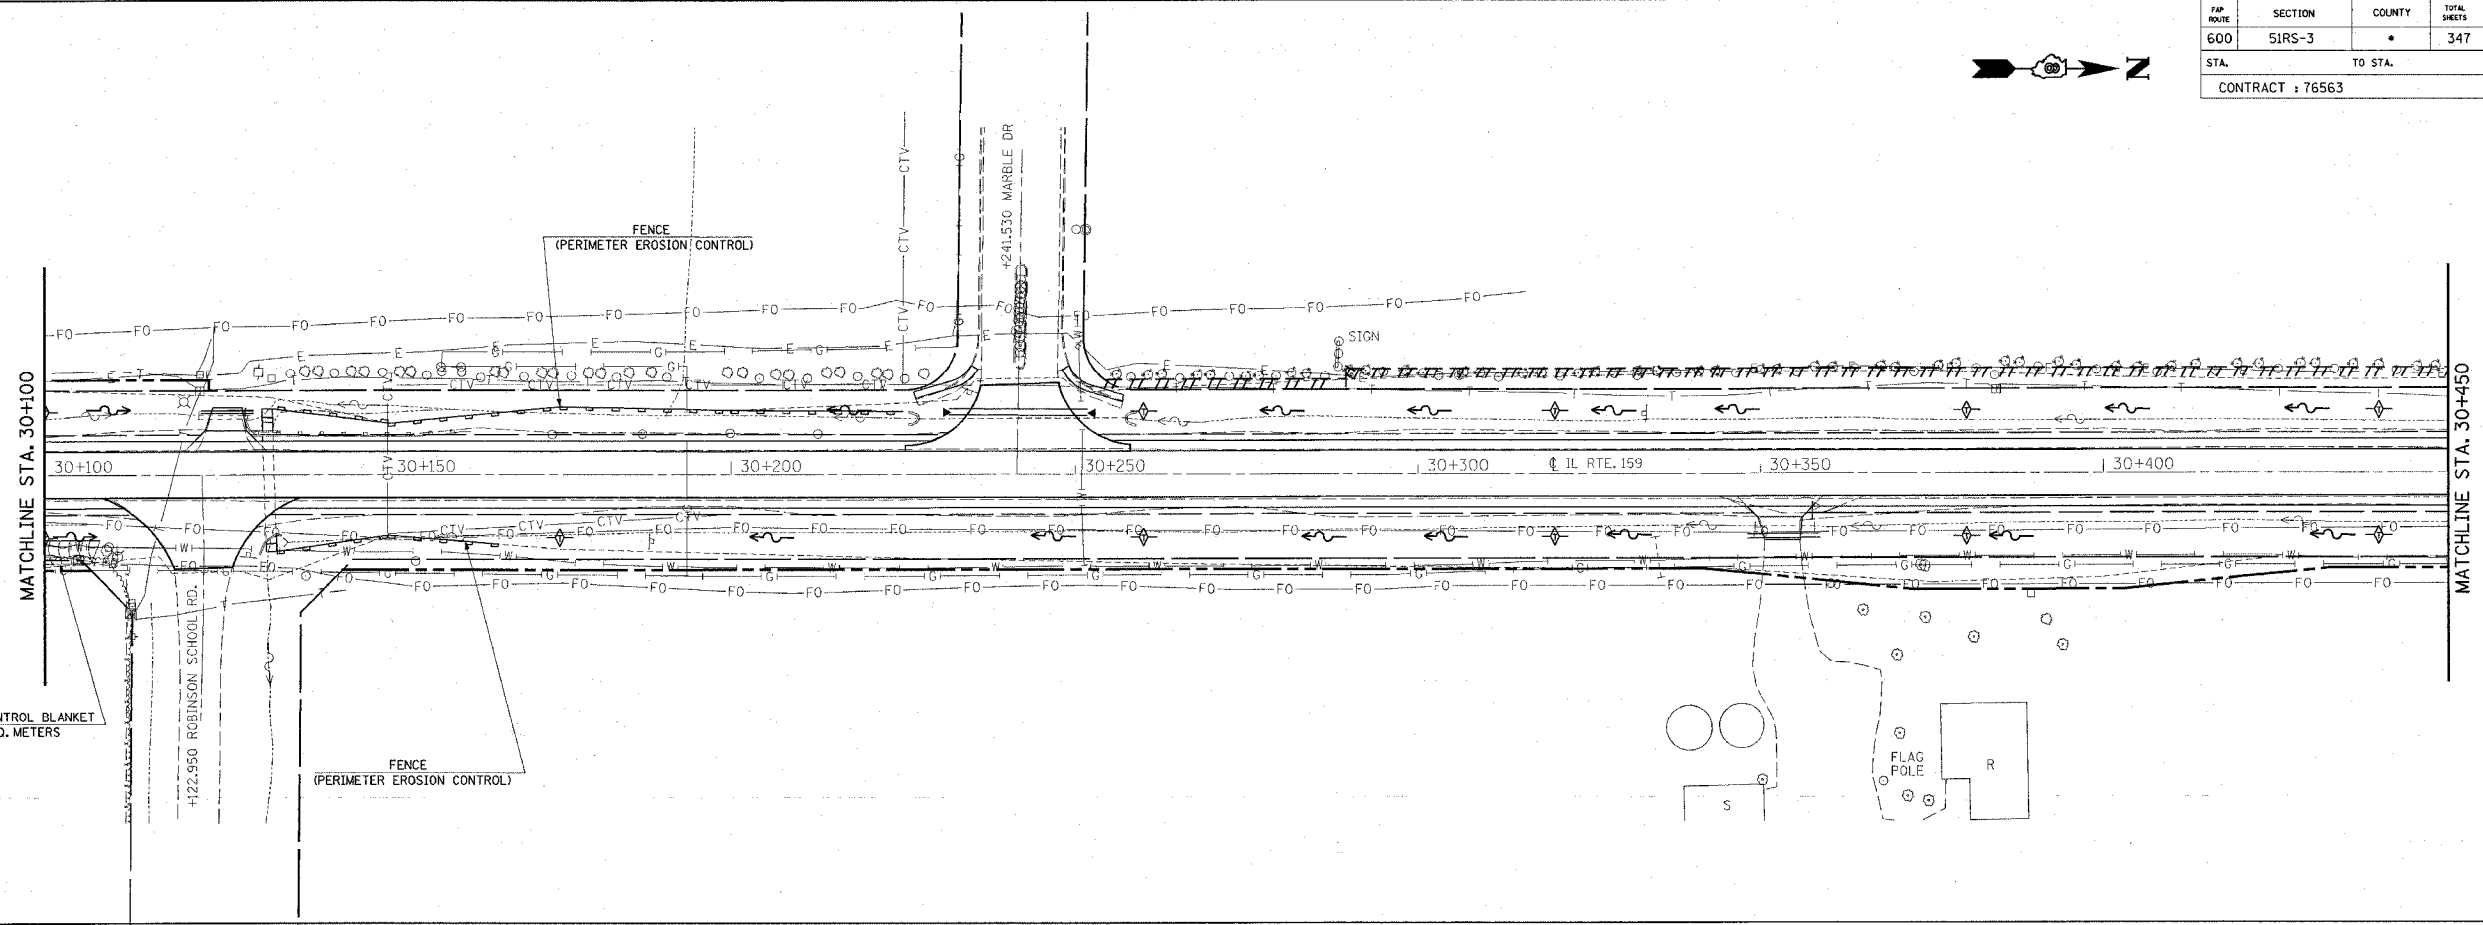 FAP ROUTE
SECTION
COUNTY
TOTAL SHEETS
600
51RS-3
*
347
STA.
TO STA.
CONTRACT : 76563
N
+241.530 MARBLE DR
FENCE
(PERIMETER EROSION CONTROL)
SIGN
MATCHLINE STA. 30+100
MATCHLINE STA. 30+450
30+100
30+150
30+200
30+250
30+300
℄ IL RTE. 159
30+350
30+400
+122.950 ROBINSON SCHOOL RD.
NTROL BLANKET
Q. METERS
FENCE
(PERIMETER EROSION CONTROL)
FLAG
POLE
R
S